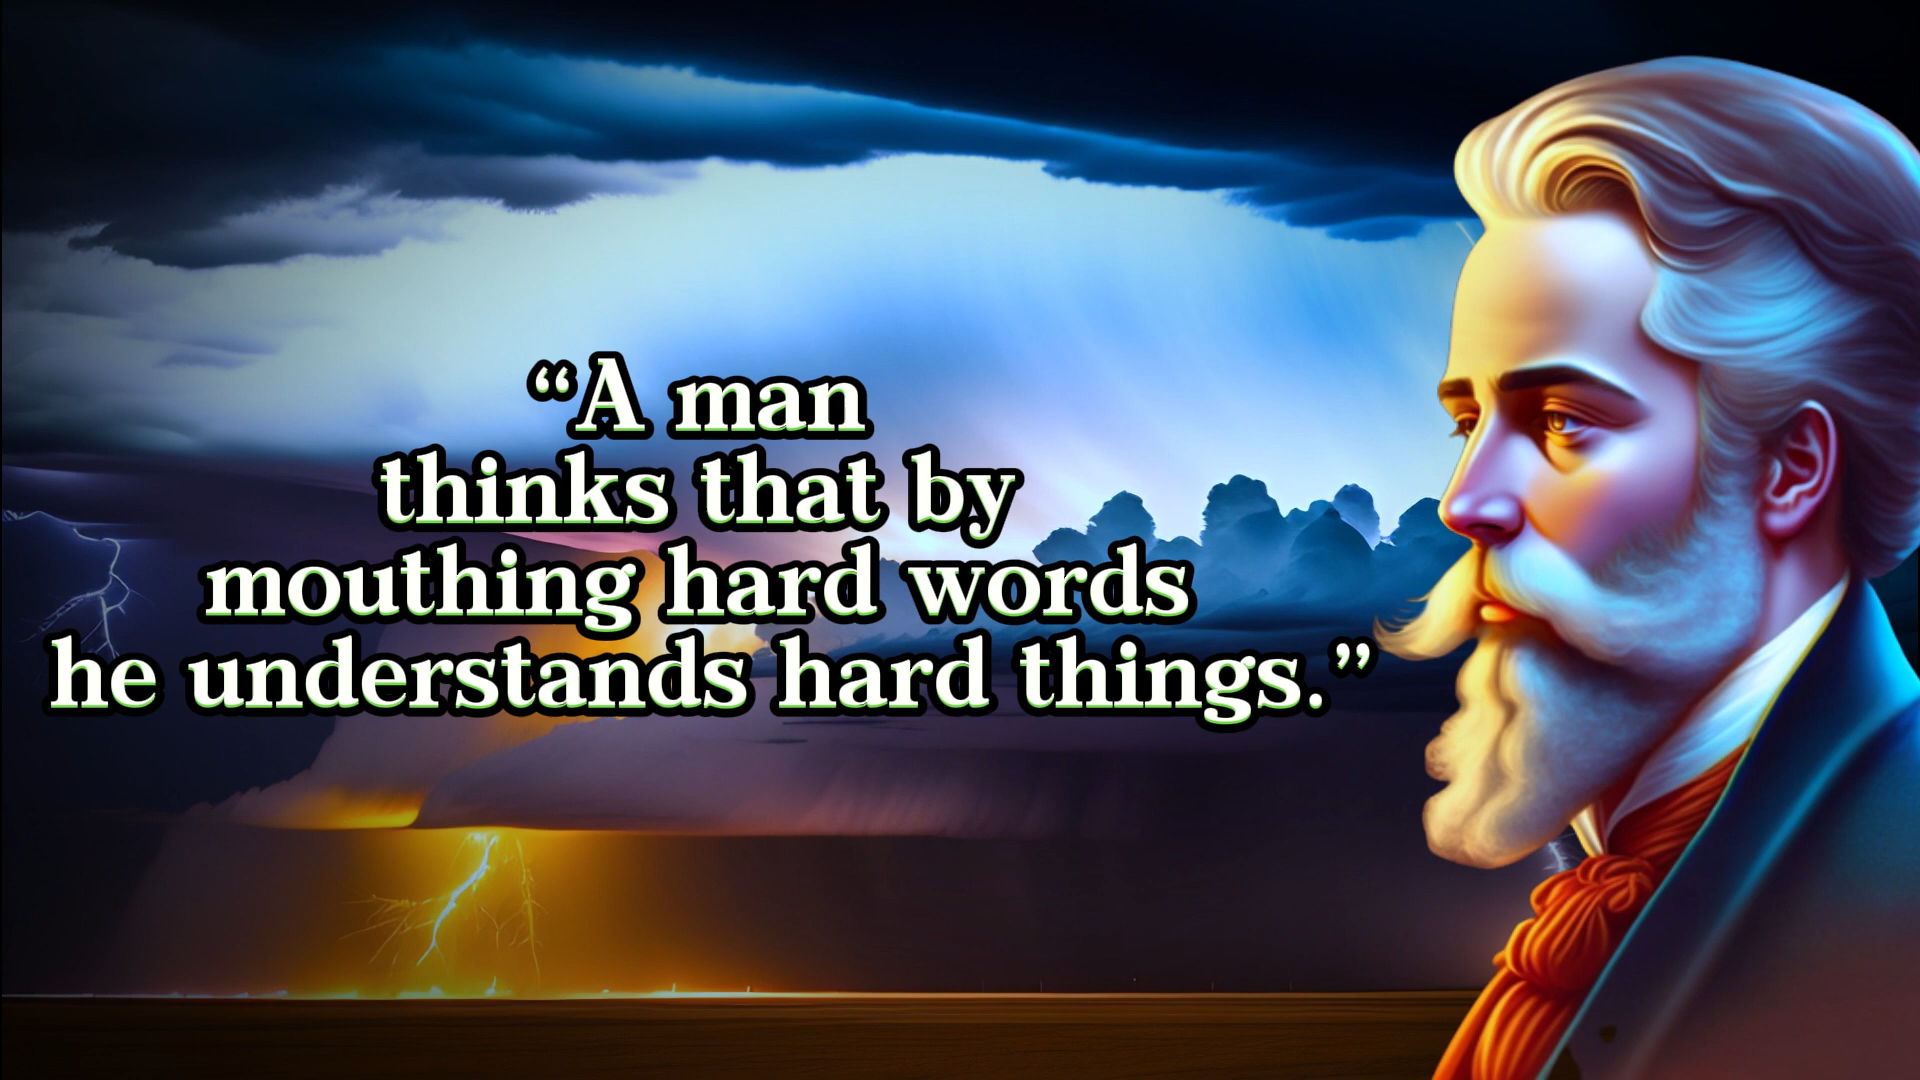 “A man
thinks that by
mouthing hard words
he understands hard things.”